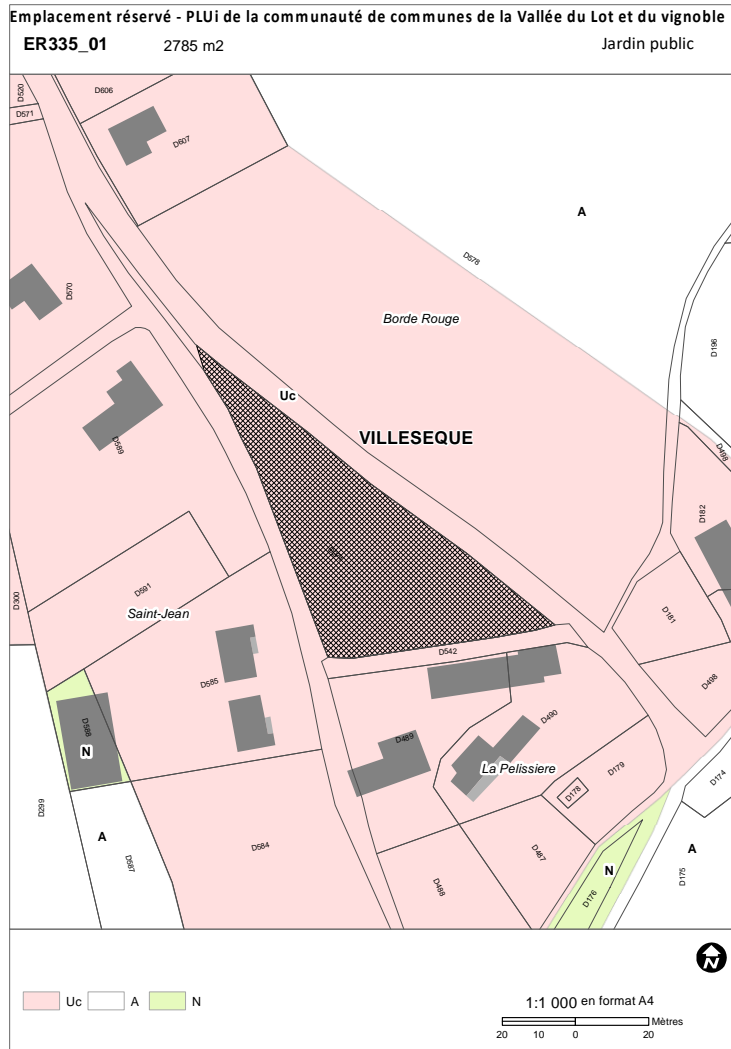 Emplacement réservé - PLUi de la communauté de communes de la Vallée du Lot et du vignoble
ER335_01 2785 m2 Jardin public
D520
D606
D571
D607
A
D578
D570
Borde Rouge
D196
Uc
VILLESEQUE
D589
D498
D182
D591
D300
Saint-Jean
D181
D542
D585
D498
D588
D490
D489
N
La Pelissiere
D179
D174
D178
D299
A
D587
D584
D487
A
D175
D488
N
D176
N
Uc A N
1:1 000 en format A4
Mètres
20 10 0 20